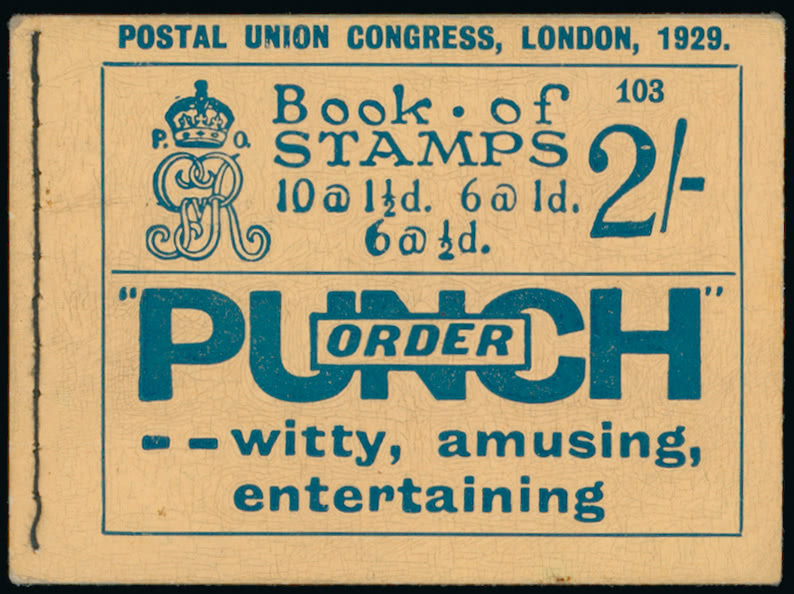 POSTAL UNION CONGRESS, LONDON, 1929.
Book · of
103
P. O.
STAMPS
2/-
GRV
10 @ 1½d. 6 @ 1d.
6 @ ½d.
"PUNCH"
ORDER
-- witty, amusing,
entertaining